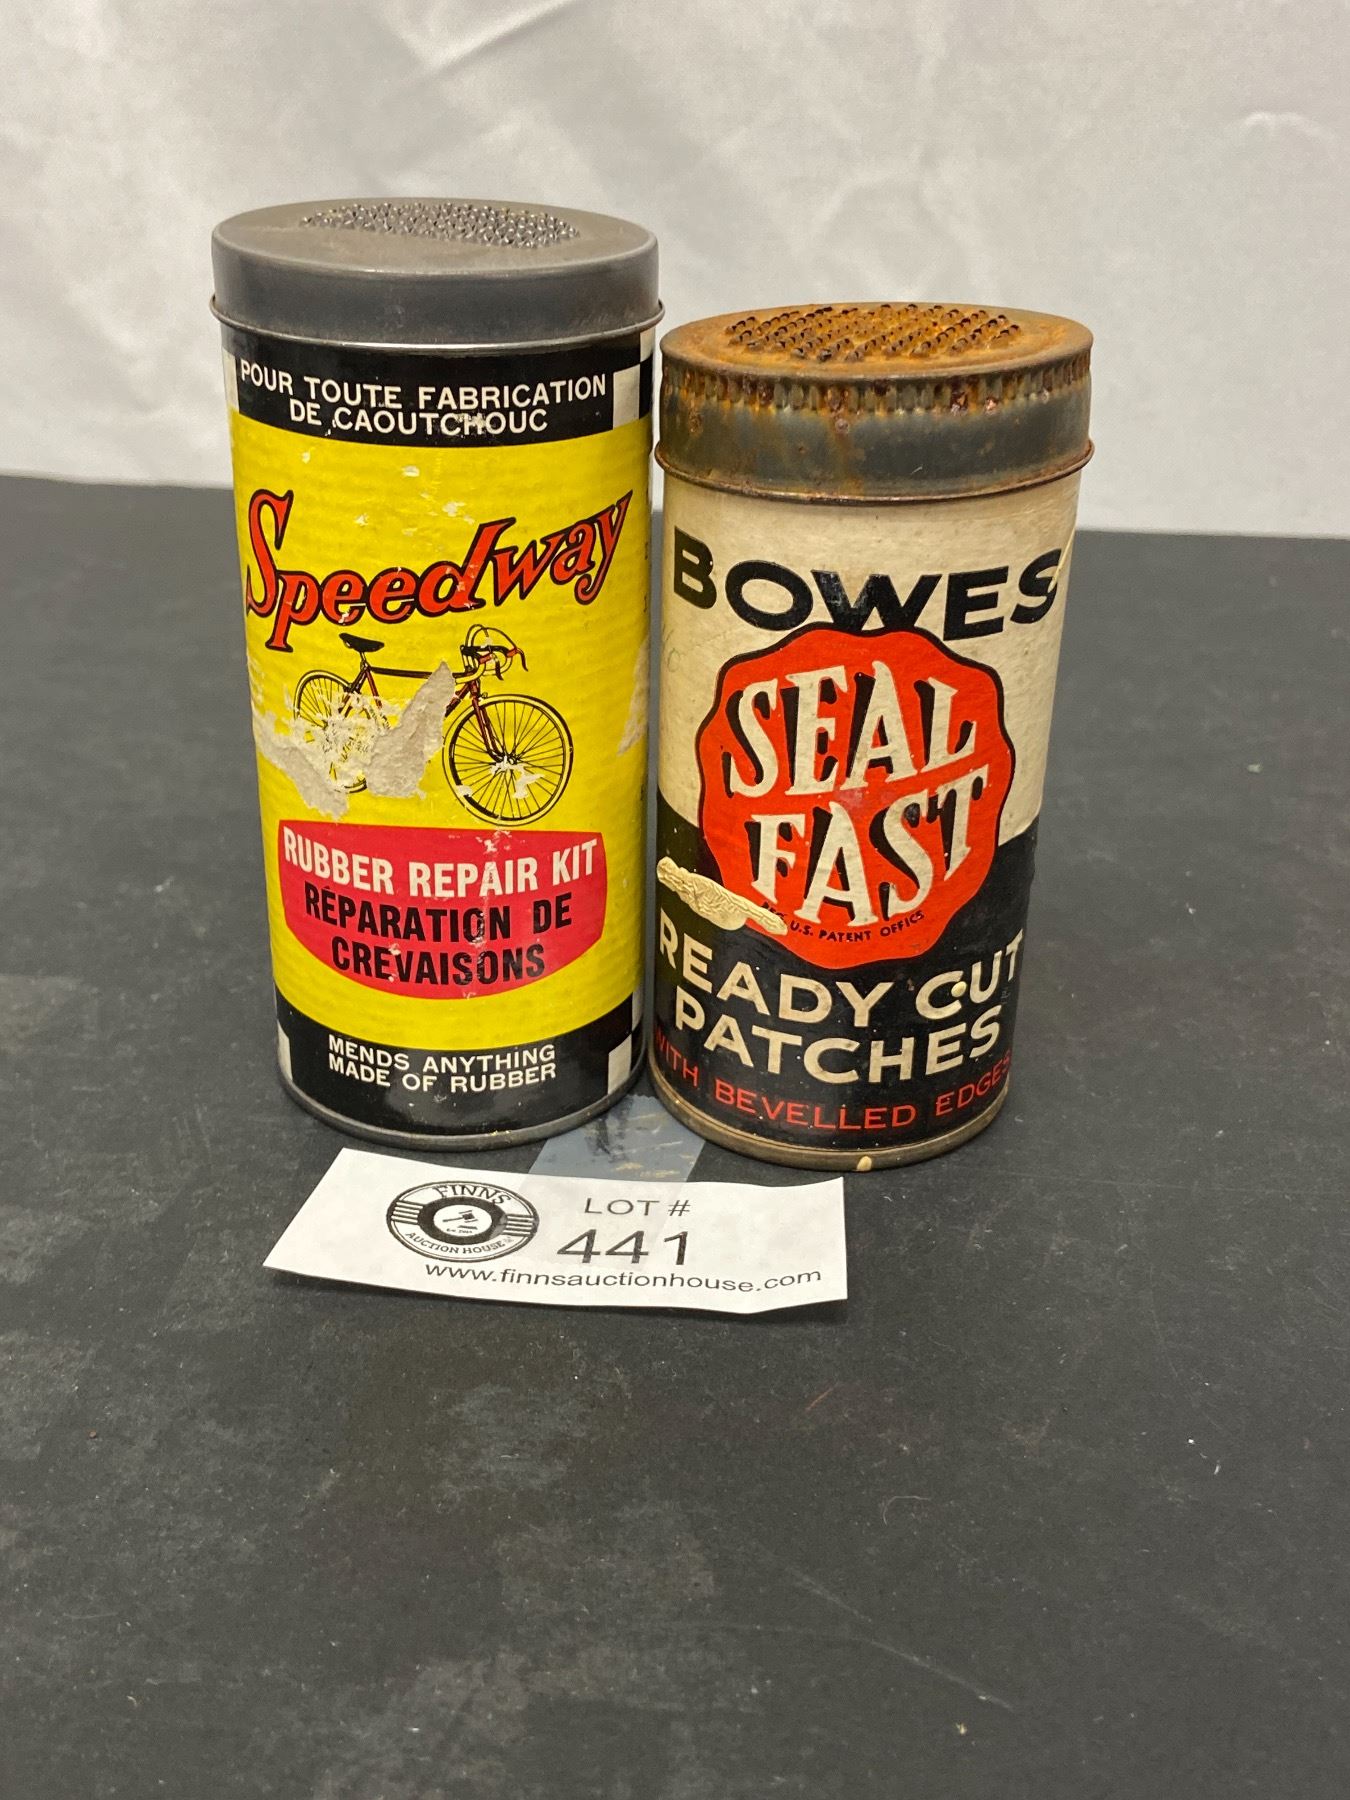 POUR TOUTE FABRICATION
DE CAOUTCHOUC
Speedway
RUBBER REPAIR KIT
RÉPARATION DE
CREVAISONS
MENDS ANYTHING
MADE OF RUBBER
BOWES
SEAL
FAST
REG. U.S. PATENT OFFICE
READY CUT
PATCHES
WITH BEVELLED EDGES
FINNS
AUCTION HOUSE
LOT #
441
www.finnsauctionhouse.com